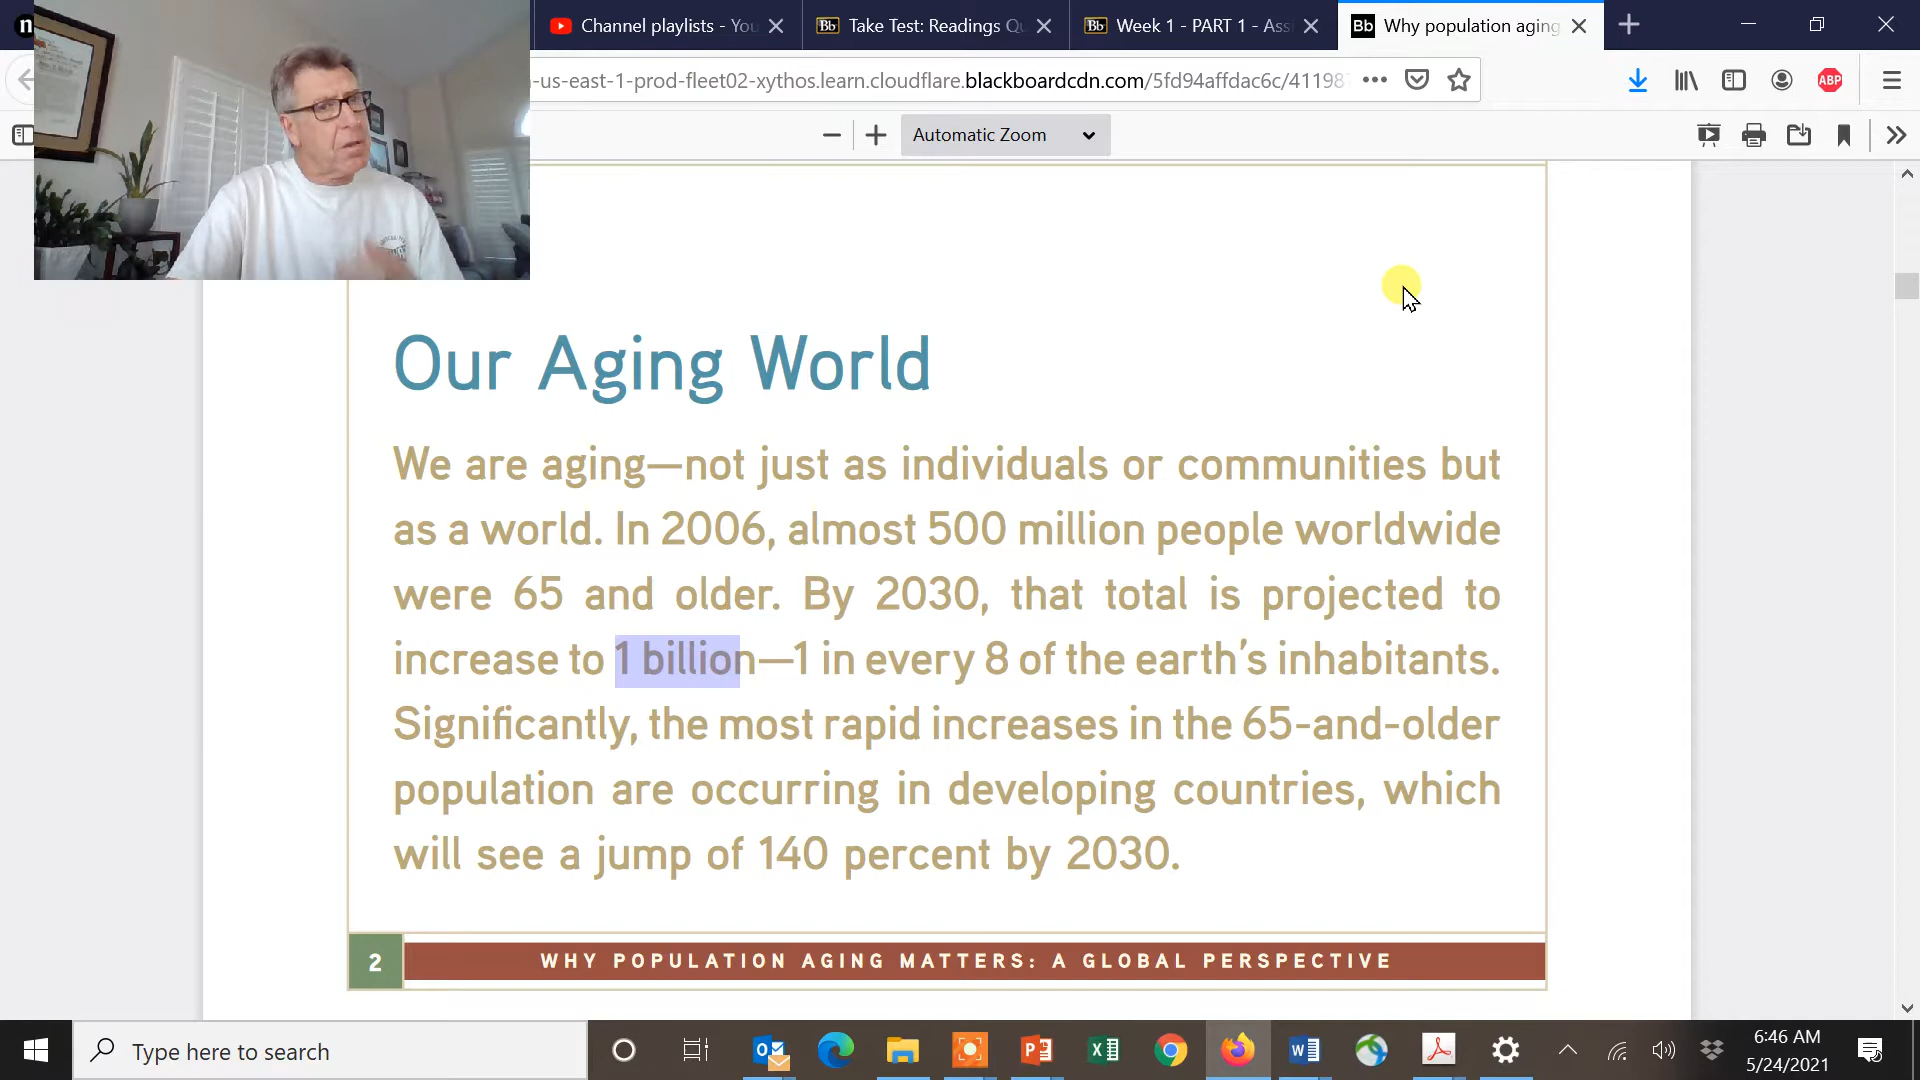 n
Channel playlists - You
Bb Take Test: Readings Qu
Bb Week 1 - PART 1 - Assi
Bb Why population aging
-us-east-1-prod-fleet02-xythos.learn.cloudflare.blackboardcdn.com/5fd94affdac6c/41198
ABP
Automatic Zoom
Our Aging World
We are aging—not just as individuals or communities but
as a world. In 2006, almost 500 million people worldwide
were 65 and older. By 2030, that total is projected to
increase to 1 billion—1 in every 8 of the earth’s inhabitants.
Significantly, the most rapid increases in the 65-and-older
population are occurring in developing countries, which
will see a jump of 140 percent by 2030.
2
WHY POPULATION AGING MATTERS: A GLOBAL PERSPECTIVE
Type here to search
6:46 AM
5/24/2021